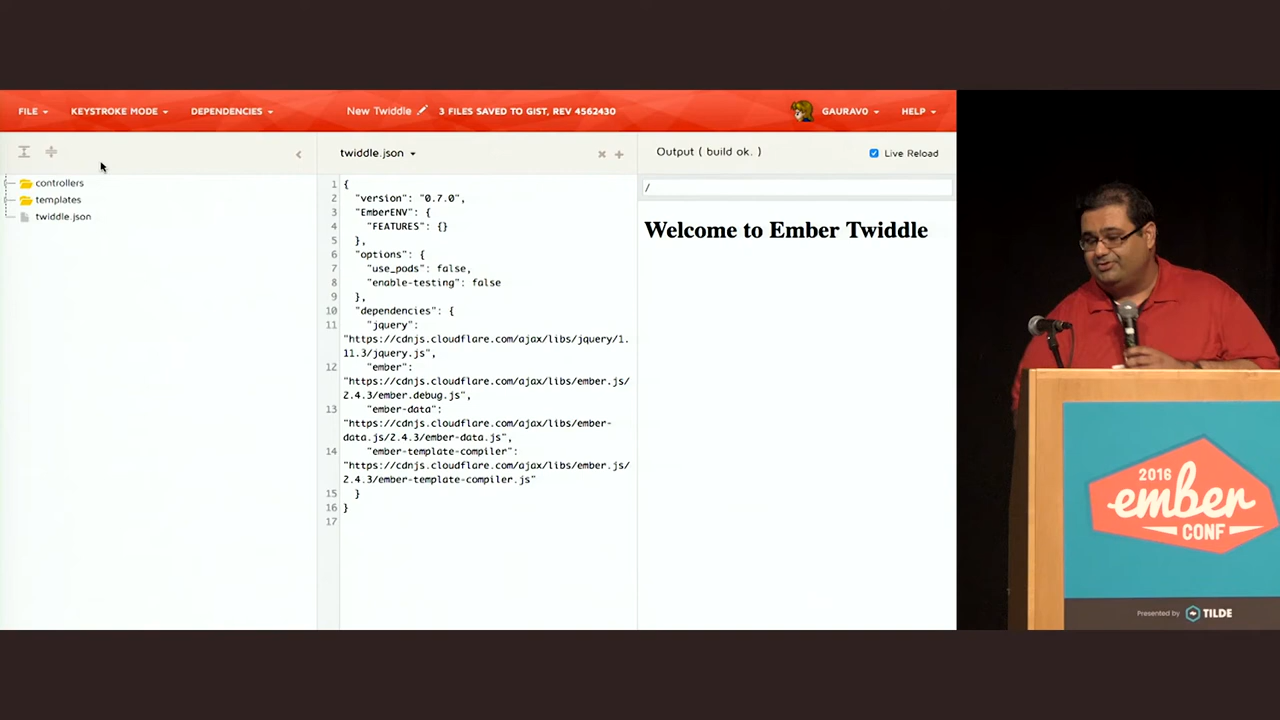 FILE
KEYSTROKE MODE
DEPENDENCIES
New Twiddle
3 FILES SAVED TO GIST, REV 4562430
GAURAVO
HELP
controllers
templates
twiddle.json
twiddle.json
1 {
2 "version": "0.7.0",
3 "EmberENV": {
4 "FEATURES": {}
5 },
6 "options": {
7 "use_pods": false,
8 "enable-testing": false
9 },
10 "dependencies": {
11 "jquery":
"https://cdnjs.cloudflare.com/ajax/libs/jquery/1.
11.3/jquery.js",
12 "ember":
"https://cdnjs.cloudflare.com/ajax/libs/ember.js/
2.4.3/ember.debug.js",
13 "ember-data":
"https://cdnjs.cloudflare.com/ajax/libs/ember-
data.js/2.4.3/ember-data.js",
14 "ember-template-compiler":
"https://cdnjs.cloudflare.com/ajax/libs/ember.js/
2.4.3/ember-template-compiler.js"
15 }
16 }
17
Output ( build ok. )
Live Reload
/
Welcome to Ember Twiddle
2016
ember
CONF
Presented by TILDE